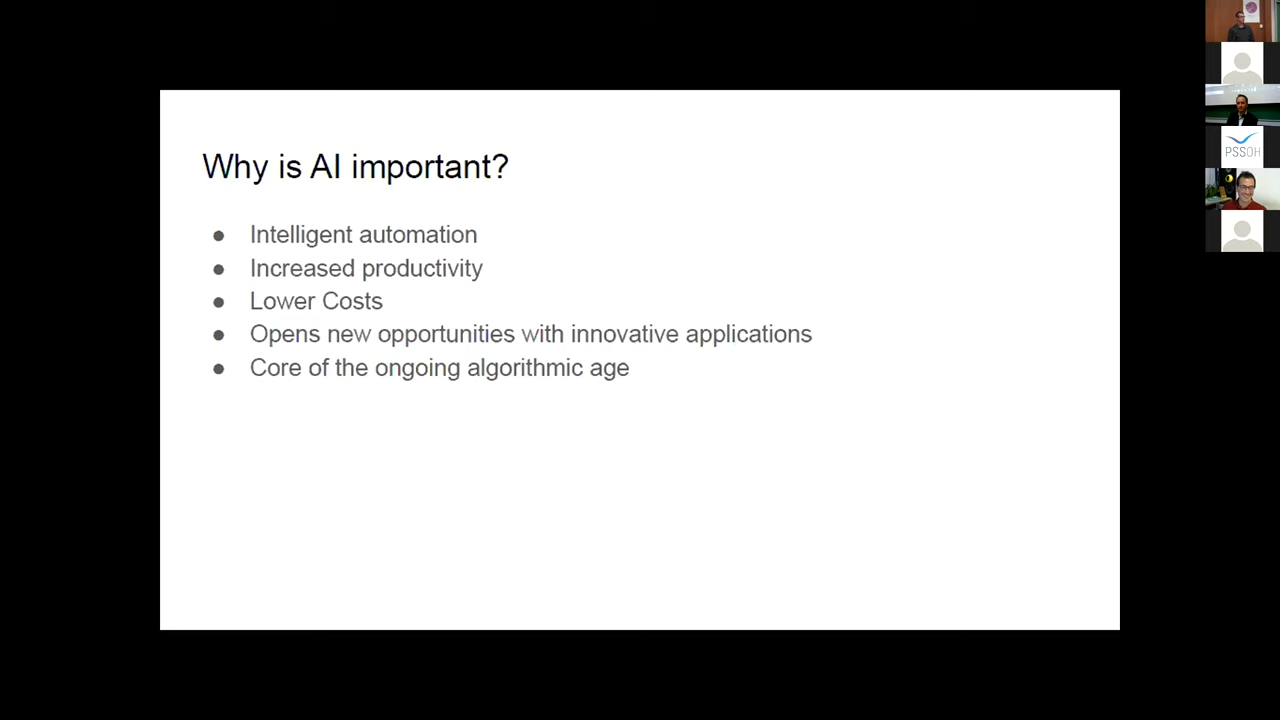 Why is AI important?
● Intelligent automation
● Increased productivity
● Lower Costs
● Opens new opportunities with innovative applications
● Core of the ongoing algorithmic age
PSSOH